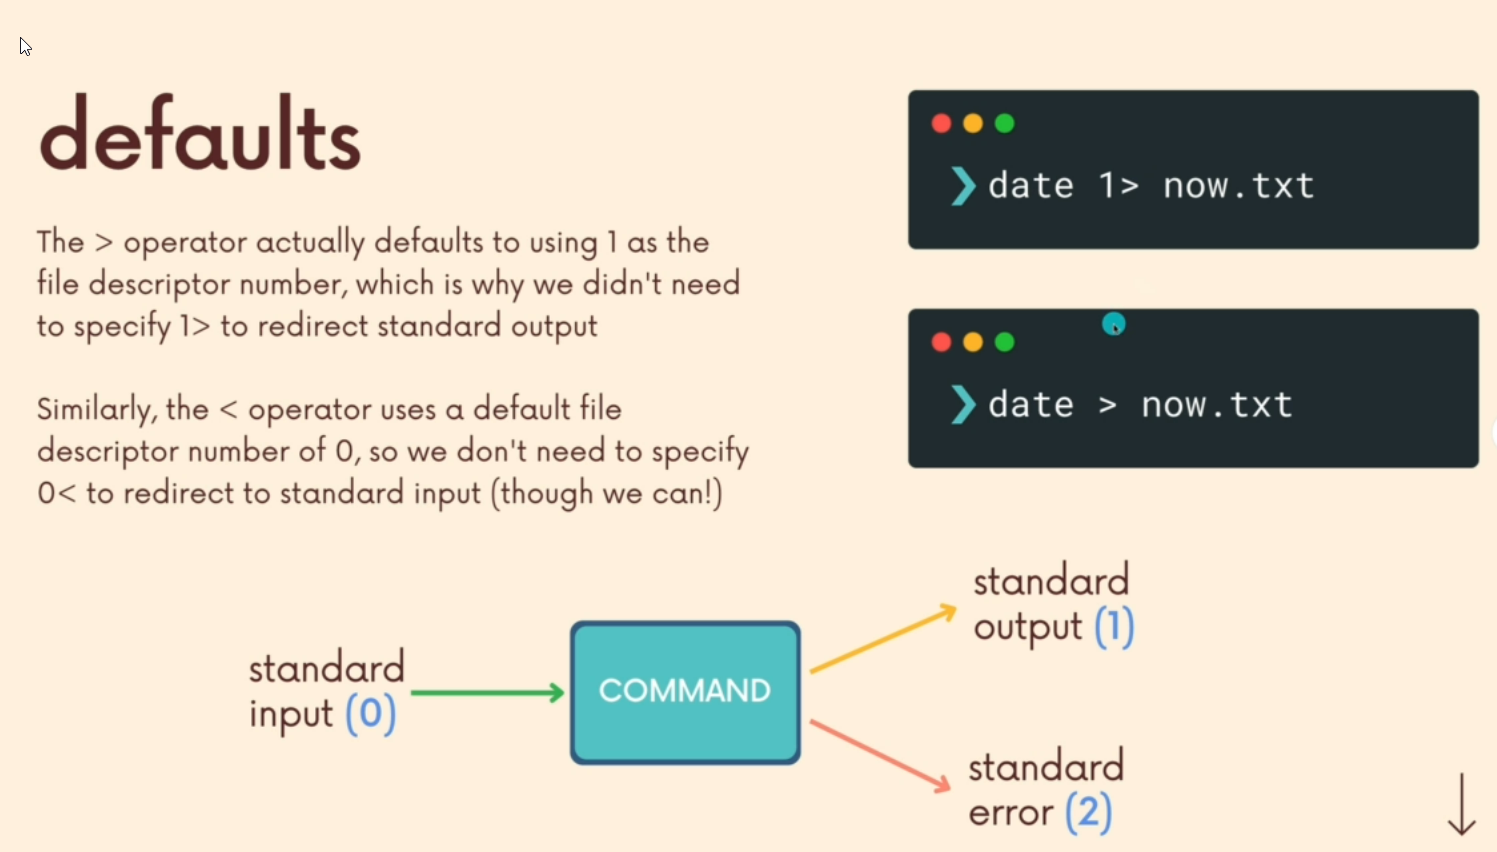 defaults
The > operator actually defaults to using 1 as the
file descriptor number, which is why we didn't need
to specify 1> to redirect standard output
Similarly, the < operator uses a default file
descriptor number of 0, so we don't need to specify
0< to redirect to standard input (though we can!)
❯ date 1> now.txt
❯ date > now.txt
standard
input (0)
COMMAND
standard
output (1)
standard
error (2)